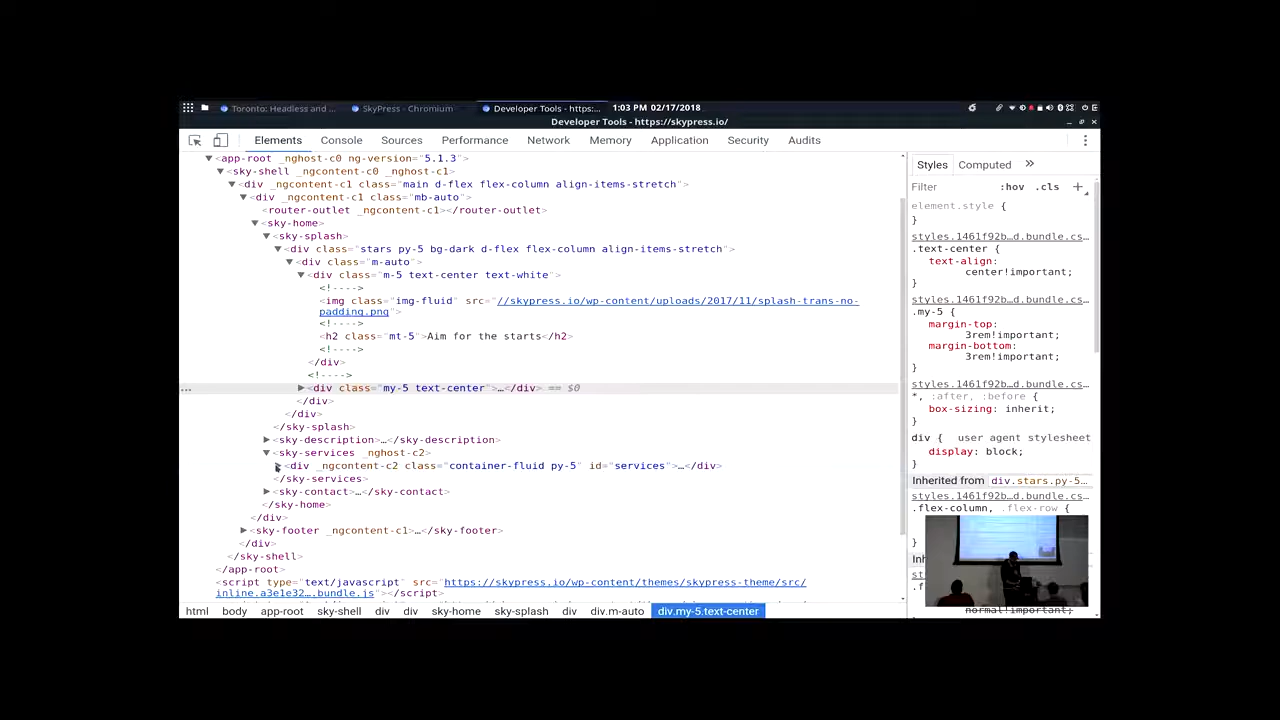 Toronto: Headless and ...
SkyPress - Chromium
Developer Tools - https:...
1:03 PM 02/17/2018
Developer Tools - https://skypress.io/
Elements
Console
Sources
Performance
Network
Memory
Application
Security
Audits
▼<app-root _nghost-c0 ng-version="5.1.3">
▼<sky-shell _ngcontent-c0 _nghost-c1>
▼<div _ngcontent-c1 class="main d-flex flex-column align-items-stretch">
▼<div _ngcontent-c1 class="mb-auto">
<router-outlet _ngcontent-c1></router-outlet>
▼<sky-home>
▼<sky-splash>
▼<div class="stars py-5 bg-dark d-flex flex-column align-items-stretch">
▼<div class="m-auto">
▼<div class="m-5 text-center text-white">
<!---->
<img class="img-fluid" src="//skypress.io/wp-content/uploads/2017/11/splash-trans-no-
padding.png">
<!---->
<h2 class="mt-5">Aim for the starts</h2>
<!---->
</div>
<!---->
...
▶<div class="my-5 text-center">…</div> == $0
</div>
</div>
</sky-splash>
▶<sky-description>…</sky-description>
▼<sky-services _nghost-c2>
<div _ngcontent-c2 class="container-fluid py-5" id="services">…</div>
</sky-services>
▶<sky-contact>…</sky-contact>
</sky-home>
</div>
▶<sky-footer _ngcontent-c1>…</sky-footer>
</div>
</sky-shell>
</app-root>
<script type="text/javascript" src="https://skypress.io/wp-content/themes/skypress-theme/src/
inline.a3e1e32….bundle.js"></script>
html body app-root sky-shell div div sky-home sky-splash div div.m-auto div.my-5.text-center
Styles
Computed
»
Filter
:hov
.cls
+
element.style {
}
styles.1461f92b…d.bundle.cs…
.text-center {
text-align:
center!important;
}
styles.1461f92b…d.bundle.cs…
.my-5 {
margin-top:
3rem!important;
margin-bottom:
3rem!important;
}
styles.1461f92b…d.bundle.cs…
*, :after, :before {
box-sizing: inherit;
}
div { user agent stylesheet
display: block;
}
Inherited from div.stars.py-5…
styles.1461f92b…d.bundle.cs…
.flex-column, .flex-row {
}
normal!important;